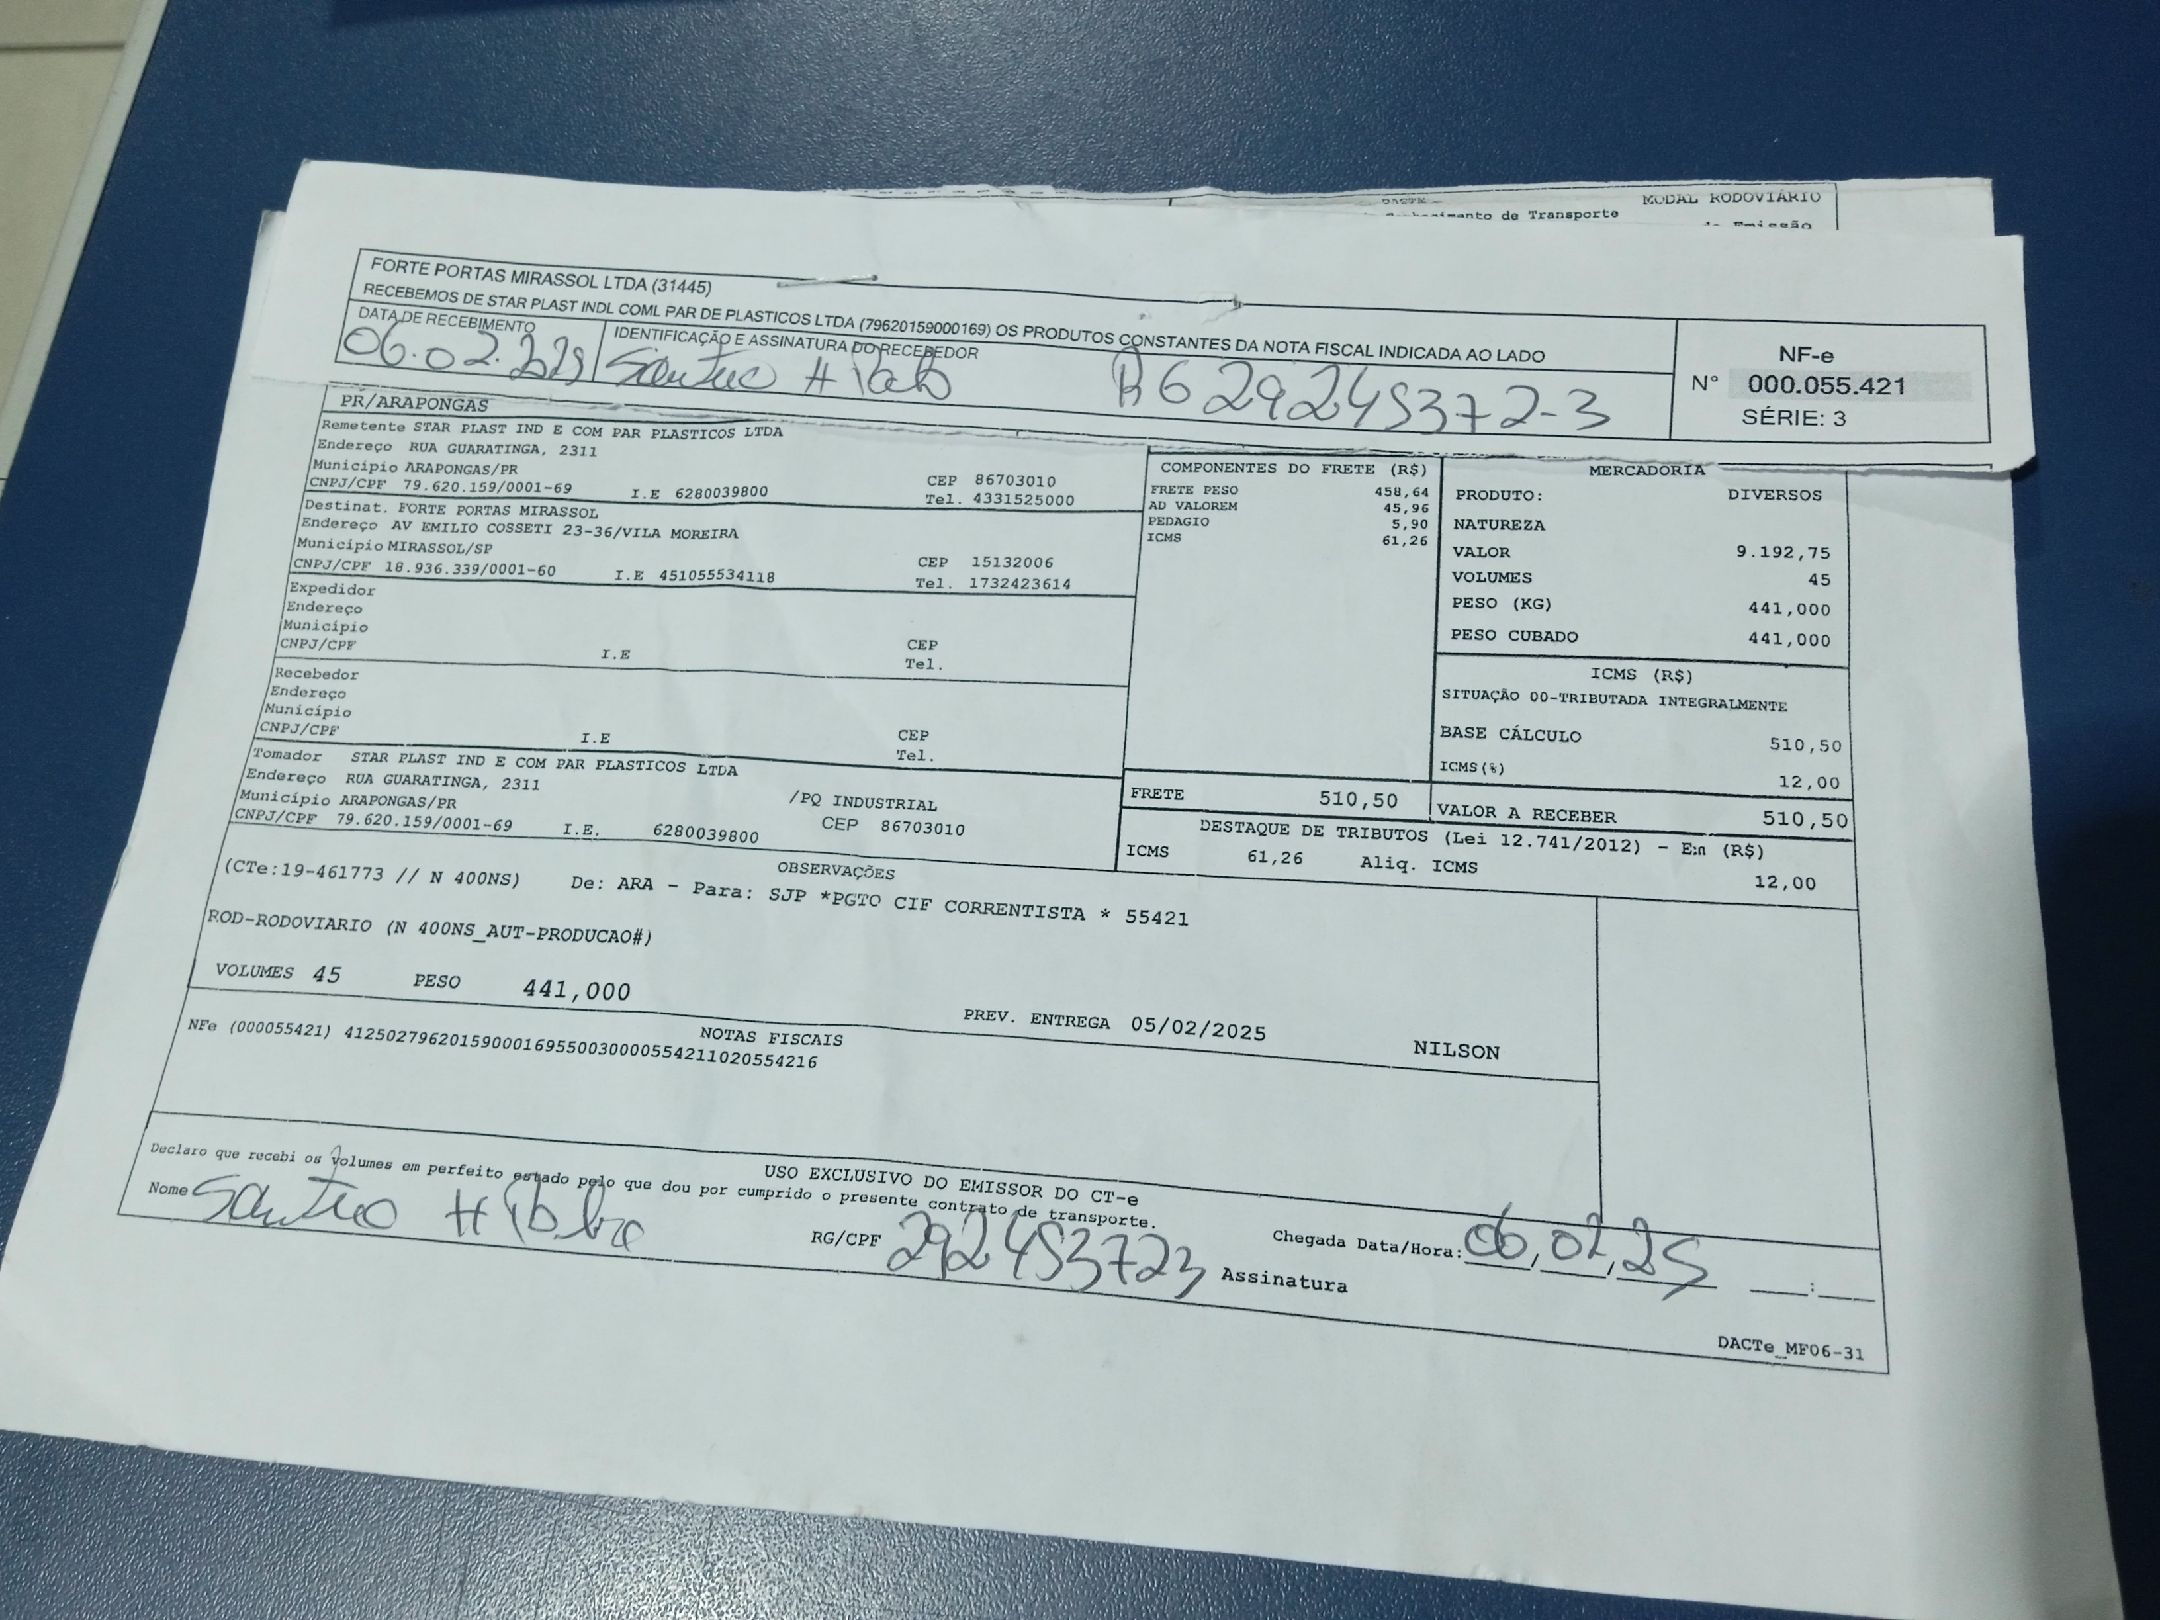 MODAL RODOVIÁRIO
de Transporte
Emissão
FORTE PORTAS MIRASSOL LTDA (31445)
RECEBEMOS DE STAR PLAST INDL COML PAR DE PLASTICOS LTDA (79620159000169) OS PRODUTOS CONSTANTES DA NOTA FISCAL INDICADA AO LADO
DATA DE RECEBIMENTO
IDENTIFICAÇÃO E ASSINATURA DO RECEBEDOR
06.02.2025
29245372-3
NF-e
N° 000.055.421
SÉRIE: 3
PR/ARAPONGAS
Remetente STAR PLAST IND E COM PAR PLASTICOS LTDA
Endereço RUA GUARATINGA, 2311
Município ARAPONGAS/PR CEP 86703010
CNPJ/CPF 79.620.159/0001-69 I.E 6280039800 Tel. 4331525000
Destinat. FORTE PORTAS MIRASSOL
Endereço AV EMILIO COSSETI 23-36/VILA MOREIRA
Município MIRASSOL/SP CEP 15132006
CNPJ/CPF 18.936.339/0001-60 I.E 451055534118 Tel. 1732423614
Expedidor
Endereço
Município CEP
CNPJ/CPF I.E Tel.
Recebedor
Endereço
Município CEP
CNPJ/CPF I.E Tel.
Tomador STAR PLAST IND E COM PAR PLASTICOS LTDA
Endereço RUA GUARATINGA, 2311 /PQ INDUSTRIAL
Município ARAPONGAS/PR CEP 86703010
CNPJ/CPF 79.620.159/0001-69 I.E. 6280039800
COMPONENTES DO FRETE (R$)
FRETE PESO 458,64
AD VALOREM 45,96
PEDAGIO 5,90
ICMS 61,26
MERCADORIA
PRODUTO: DIVERSOS
NATUREZA
VALOR 9.192,75
VOLUMES 45
PESO (KG) 441,000
PESO CUBADO 441,000
ICMS (R$)
SITUAÇÃO 00-TRIBUTADA INTEGRALMENTE
BASE CÁLCULO 510,50
ICMS(%) 12,00
FRETE 510,50
VALOR A RECEBER 510,50
DESTAQUE DE TRIBUTOS (Lei 12.741/2012) - Em (R$)
ICMS 61,26 Aliq. ICMS 12,00
OBSERVAÇÕES
(CTe:19-461773 // N 400NS) De: ARA - Para: SJP *PGTO CIF CORRENTISTA * 55421
ROD-RODOVIARIO (N 400NS_AUT-PRODUCAO#)
VOLUMES 45 PESO 441,000 PREV. ENTREGA 05/02/2025 NILSON
NOTAS FISCAIS
NFe (000055421) 41250279620159000169550030000554211020554216
USO EXCLUSIVO DO EMISSOR DO CT-e
Declaro que recebi os volumes em perfeito estado pelo que dou por cumprido o presente contrato de transporte.
Nome RG/CPF 292453723 Assinatura Chegada Data/Hora: 06/02/25 __:__
DACTe_MF06-31